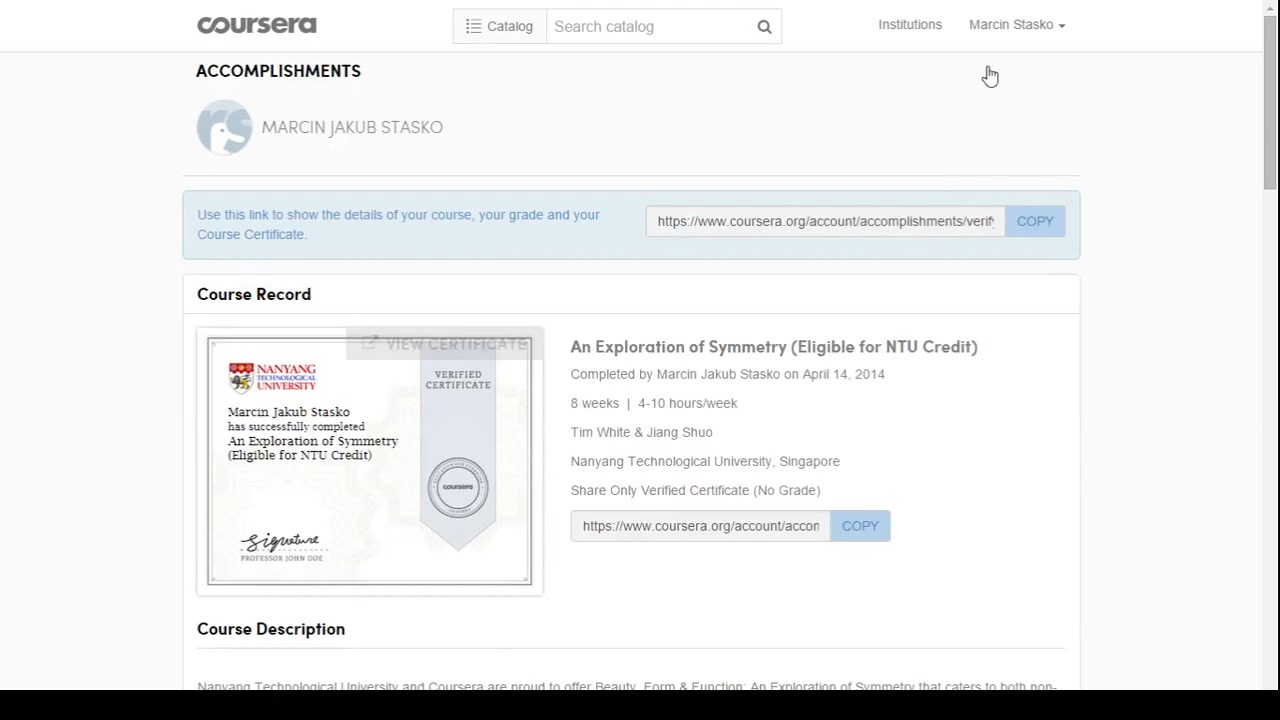 coursera
Catalog
Search catalog
Institutions
Marcin Stasko
ACCOMPLISHMENTS
MARCIN JAKUB STASKO
Use this link to show the details of your course, your grade and your
Course Certificate.
https://www.coursera.org/account/accomplishments/verify
COPY
Course Record
VIEW CERTIFICATE
NANYANG
TECHNOLOGICAL
UNIVERSITY
VERIFIED
CERTIFICATE
Marcin Jakub Stasko
has successfully completed
An Exploration of Symmetry
(Eligible for NTU Credit)
coursera
Signature
PROFESSOR JOHN DOE
An Exploration of Symmetry (Eligible for NTU Credit)
Completed by Marcin Jakub Stasko on April 14, 2014
8 weeks | 4-10 hours/week
Tim White & Jiang Shuo
Nanyang Technological University, Singapore
Share Only Verified Certificate (No Grade)
https://www.coursera.org/account/accon
COPY
Course Description
Nanyang Technological University and Coursera are proud to offer Beauty, Form & Function: An Exploration of Symmetry that caters to both non-